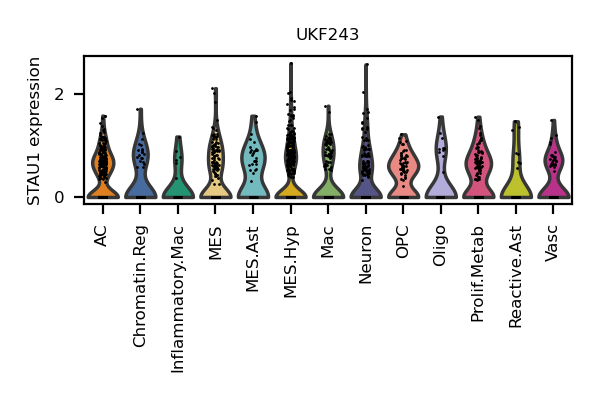 UKF243
STAU1 expression
2
0
AC
Chromatin.Reg
Inflammatory.Mac
MES
MES.Ast
MES.Hyp
Mac
Neuron
OPC
Oligo
Prolif.Metab
Reactive.Ast
Vasc